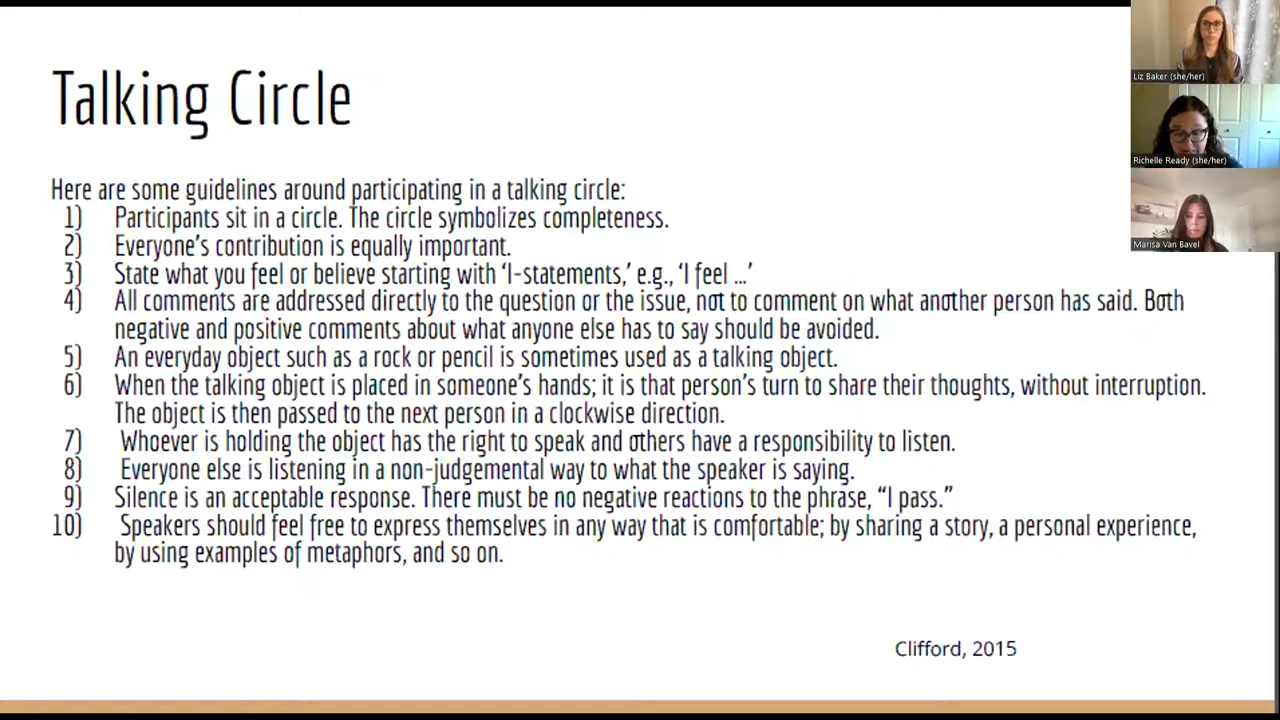 Talking Circle
Here are some guidelines around participating in a talking circle:
1) Participants sit in a circle. The circle symbolizes completeness.
2) Everyone's contribution is equally important.
3) State what you feel or believe starting with 'I-statements,' e.g., 'I feel ...'
4) All comments are addressed directly to the question or the issue, not to comment on what another person has said. Both
negative and positive comments about what anyone else has to say should be avoided.
5) An everyday object such as a rock or pencil is sometimes used as a talking object.
6) When the talking object is placed in someone's hands; it is that person's turn to share their thoughts, without interruption.
The object is then passed to the next person in a clockwise direction.
7) Whoever is holding the object has the right to speak and others have a responsibility to listen.
8) Everyone else is listening in a non-judgemental way to what the speaker is saying.
9) Silence is an acceptable response. There must be no negative reactions to the phrase, “I pass.”
10) Speakers should feel free to express themselves in any way that is comfortable; by sharing a story, a personal experience,
by using examples of metaphors, and so on.
Clifford, 2015
Liz Baker (she/her)
Richelle Ready (she/her)
Marisa Van Bavel